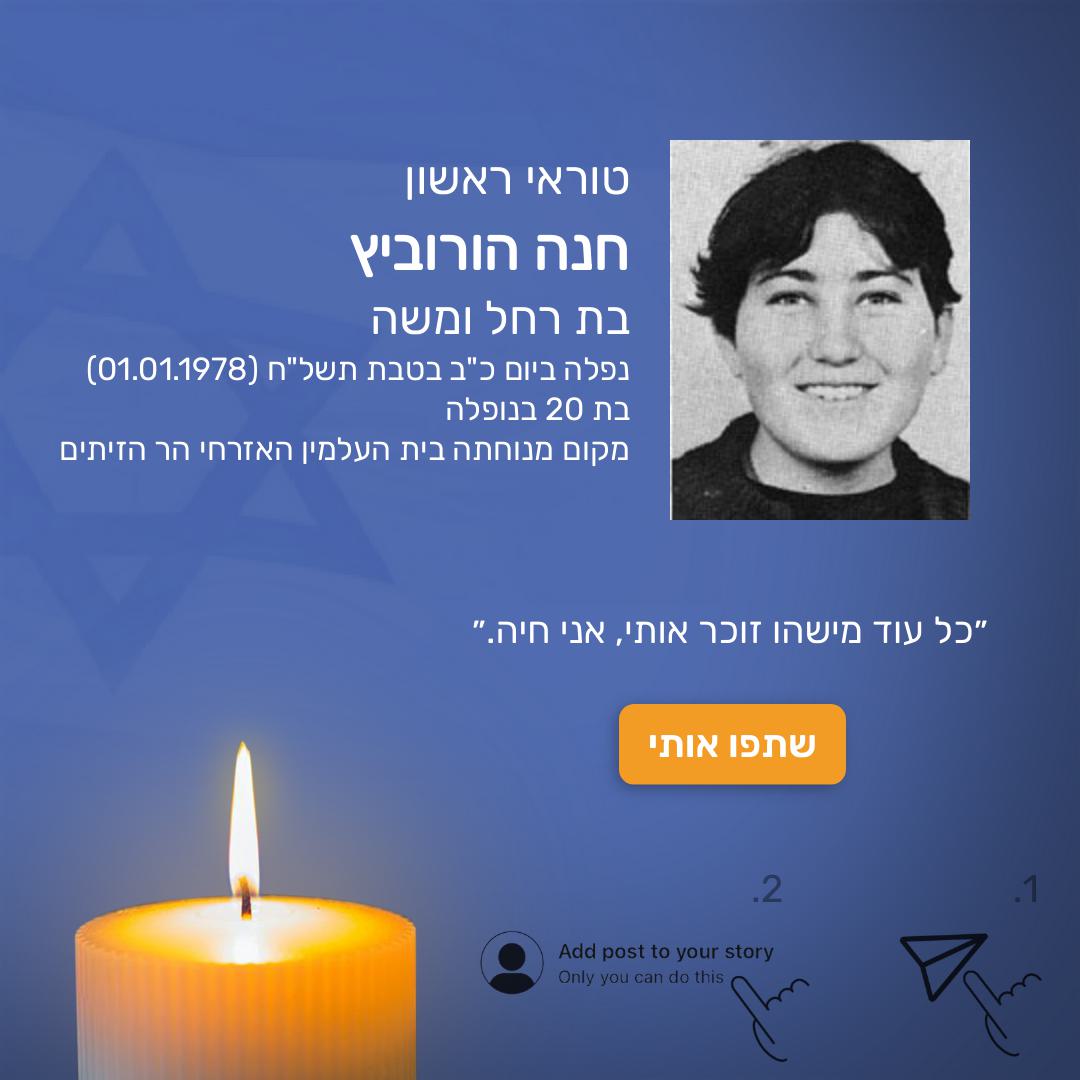 טוראי ראשון
חנה הורוביץ
בת רחל ומשה
נפלה ביום כ"ב בטבת תשל"ח (01.01.1978)
בת 20 בנופלה
מקום מנוחתה בית העלמין האזרחי הר הזיתים
״כל עוד מישהו זוכר אותי, אני חיה.״
שתפו אותי
1.
2.
Add post to your story
Only you can do this